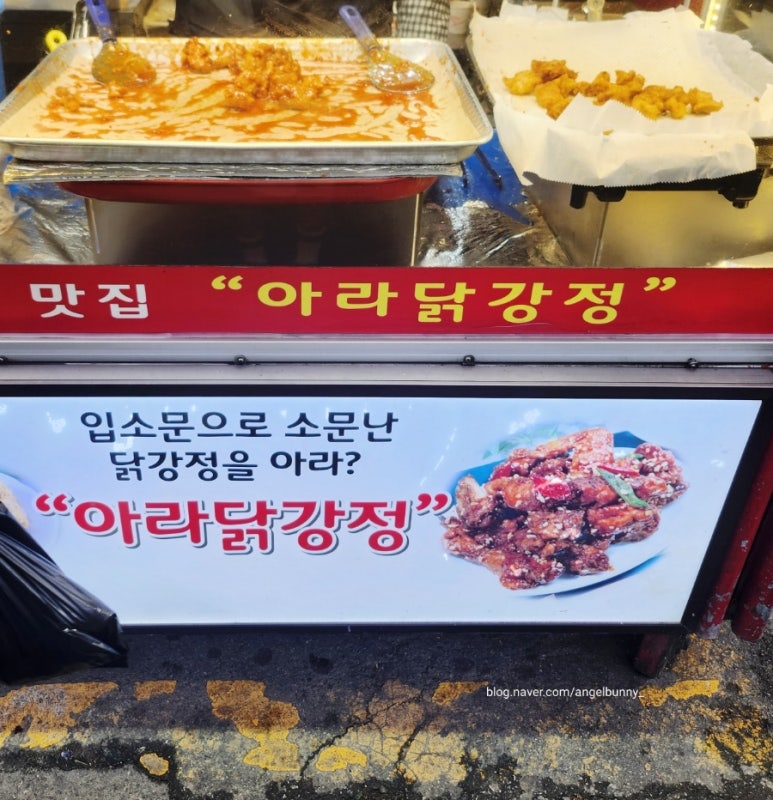 맛집 “아라닭강정”
입소문으로 소문난
닭강정을 아라?
“아라닭강정”
blog.naver.com/angelbunny_